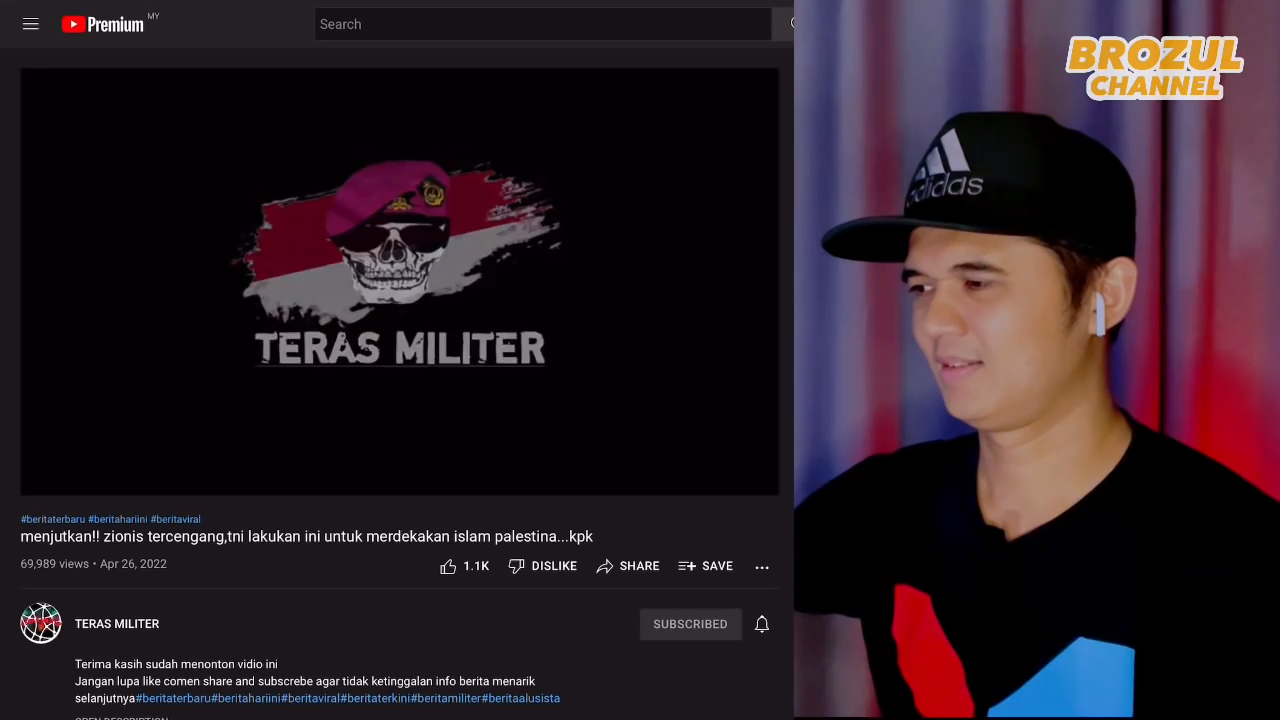 Premium
MY
Search
BROZUL
CHANNEL
adidas
TERAS MILITER
#beritaterbaru #beritahariini #beritaviral
menjutkan!! zionis tercengang,tni lakukan ini untuk merdekakan islam palestina...kpk
69,989 views • Apr 26, 2022
1.1K
DISLIKE
SHARE
SAVE
TERAS MILITER
SUBSCRIBED
Terima kasih sudah menonton vidio ini
Jangan lupa like comen share and subscrebe agar tidak ketinggalan info berita menarik
selanjutnya#beritaterbaru#beritahariini#beritaviral#beritaterkini#beritamiliter#beritaalusista